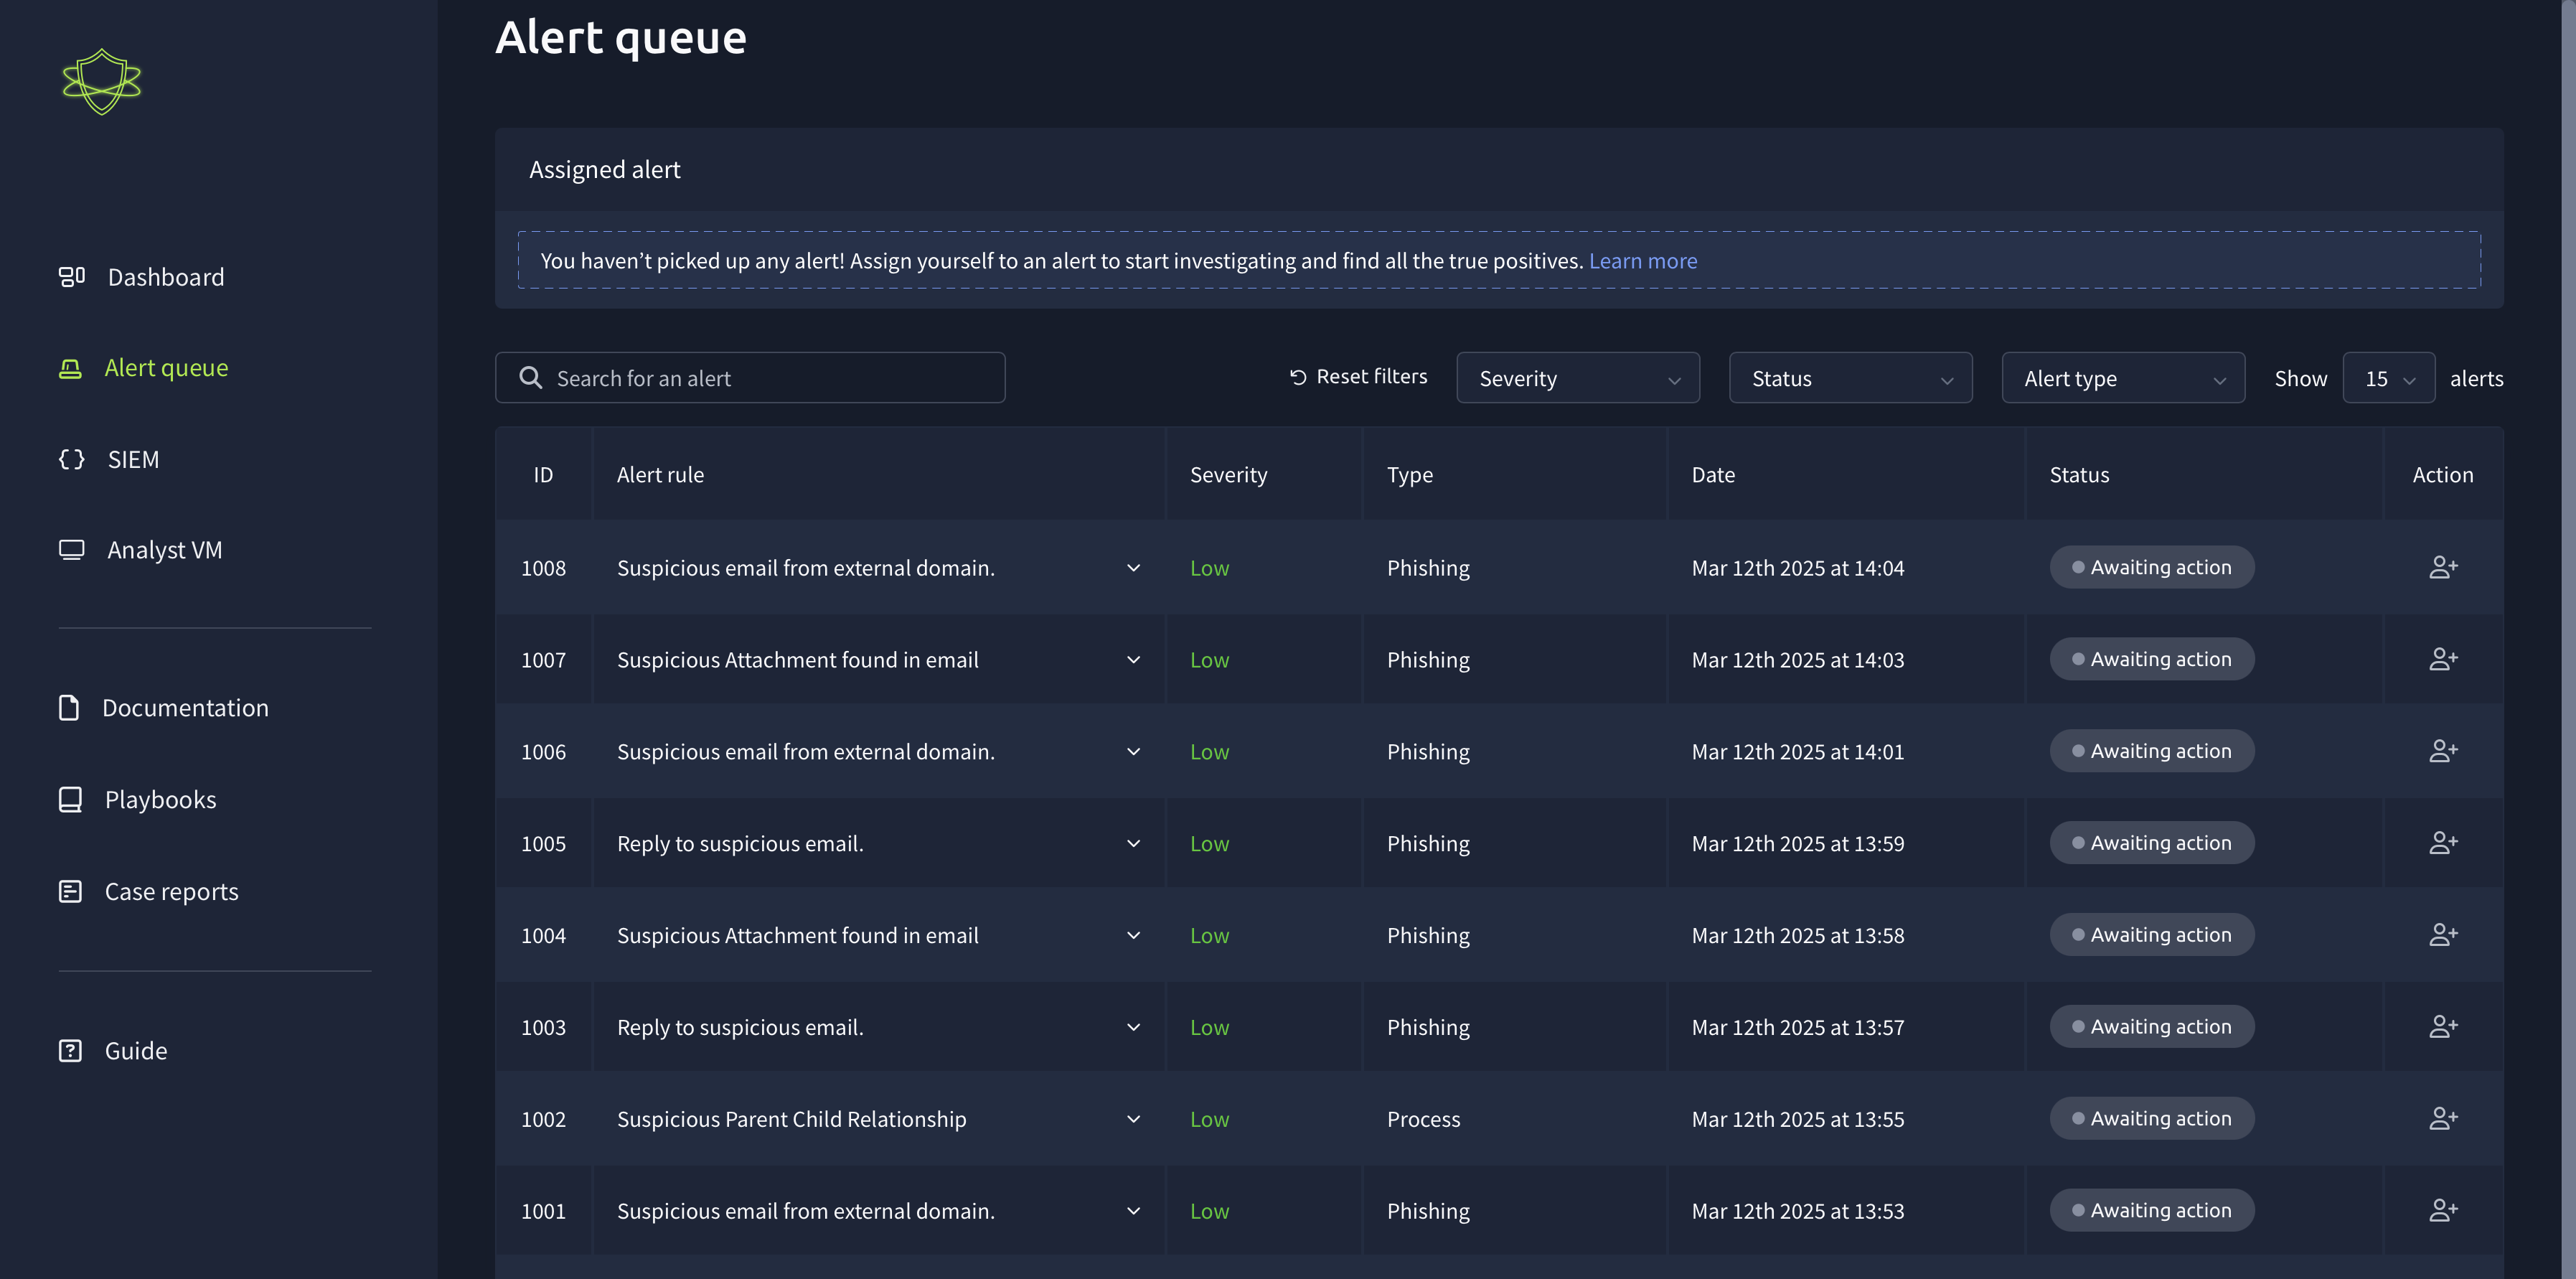 Alert queue
Assigned alert
You haven’t picked up any alert! Assign yourself to an alert to start investigating and find all the true positives. Learn more
Dashboard
Alert queue
SIEM
Analyst VM
Documentation
Playbooks
Case reports
Guide
Search for an alert
Reset filters
Severity
Status
Alert type
Show 15 alerts
ID Alert rule Severity Type Date Status Action
1008 Suspicious email from external domain. Low Phishing Mar 12th 2025 at 14:04 Awaiting action
1007 Suspicious Attachment found in email Low Phishing Mar 12th 2025 at 14:03 Awaiting action
1006 Suspicious email from external domain. Low Phishing Mar 12th 2025 at 14:01 Awaiting action
1005 Reply to suspicious email. Low Phishing Mar 12th 2025 at 13:59 Awaiting action
1004 Suspicious Attachment found in email Low Phishing Mar 12th 2025 at 13:58 Awaiting action
1003 Reply to suspicious email. Low Phishing Mar 12th 2025 at 13:57 Awaiting action
1002 Suspicious Parent Child Relationship Low Process Mar 12th 2025 at 13:55 Awaiting action
1001 Suspicious email from external domain. Low Phishing Mar 12th 2025 at 13:53 Awaiting action